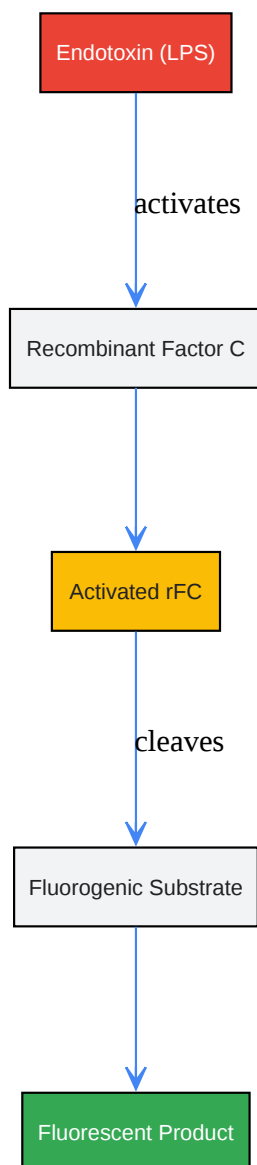 Endotoxin (LPS)
activates
Recombinant Factor C
Activated rFC
cleaves
Fluorogenic Substrate
Fluorescent Product